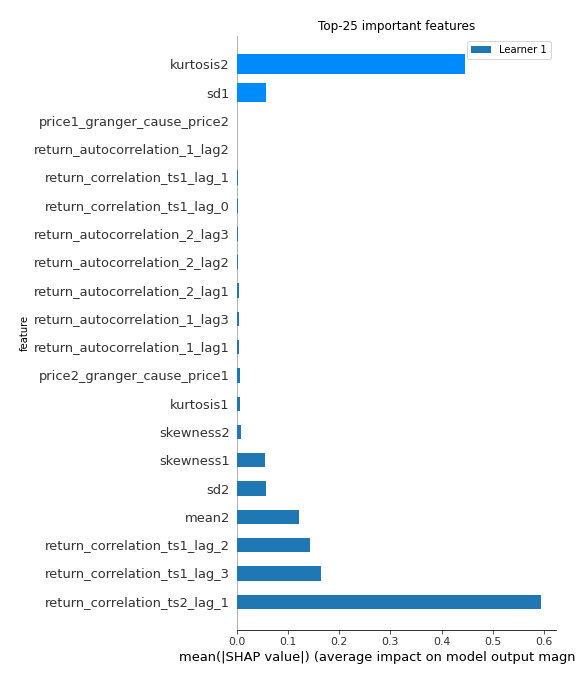 Top-25 important features
Learner 1
kurtosis2
sd1
price1_granger_cause_price2
return_autocorrelation_1_lag2
return_correlation_ts1_lag_1
return_correlation_ts1_lag_0
return_autocorrelation_2_lag3
return_autocorrelation_2_lag2
return_autocorrelation_2_lag1
return_autocorrelation_1_lag3
return_autocorrelation_1_lag1
price2_granger_cause_price1
kurtosis1
skewness2
skewness1
sd2
mean2
return_correlation_ts1_lag_2
return_correlation_ts1_lag_3
return_correlation_ts2_lag_1
feature
0.0 0.1 0.2 0.3 0.4 0.5 0.6
mean(|SHAP value|) (average impact on model output magn